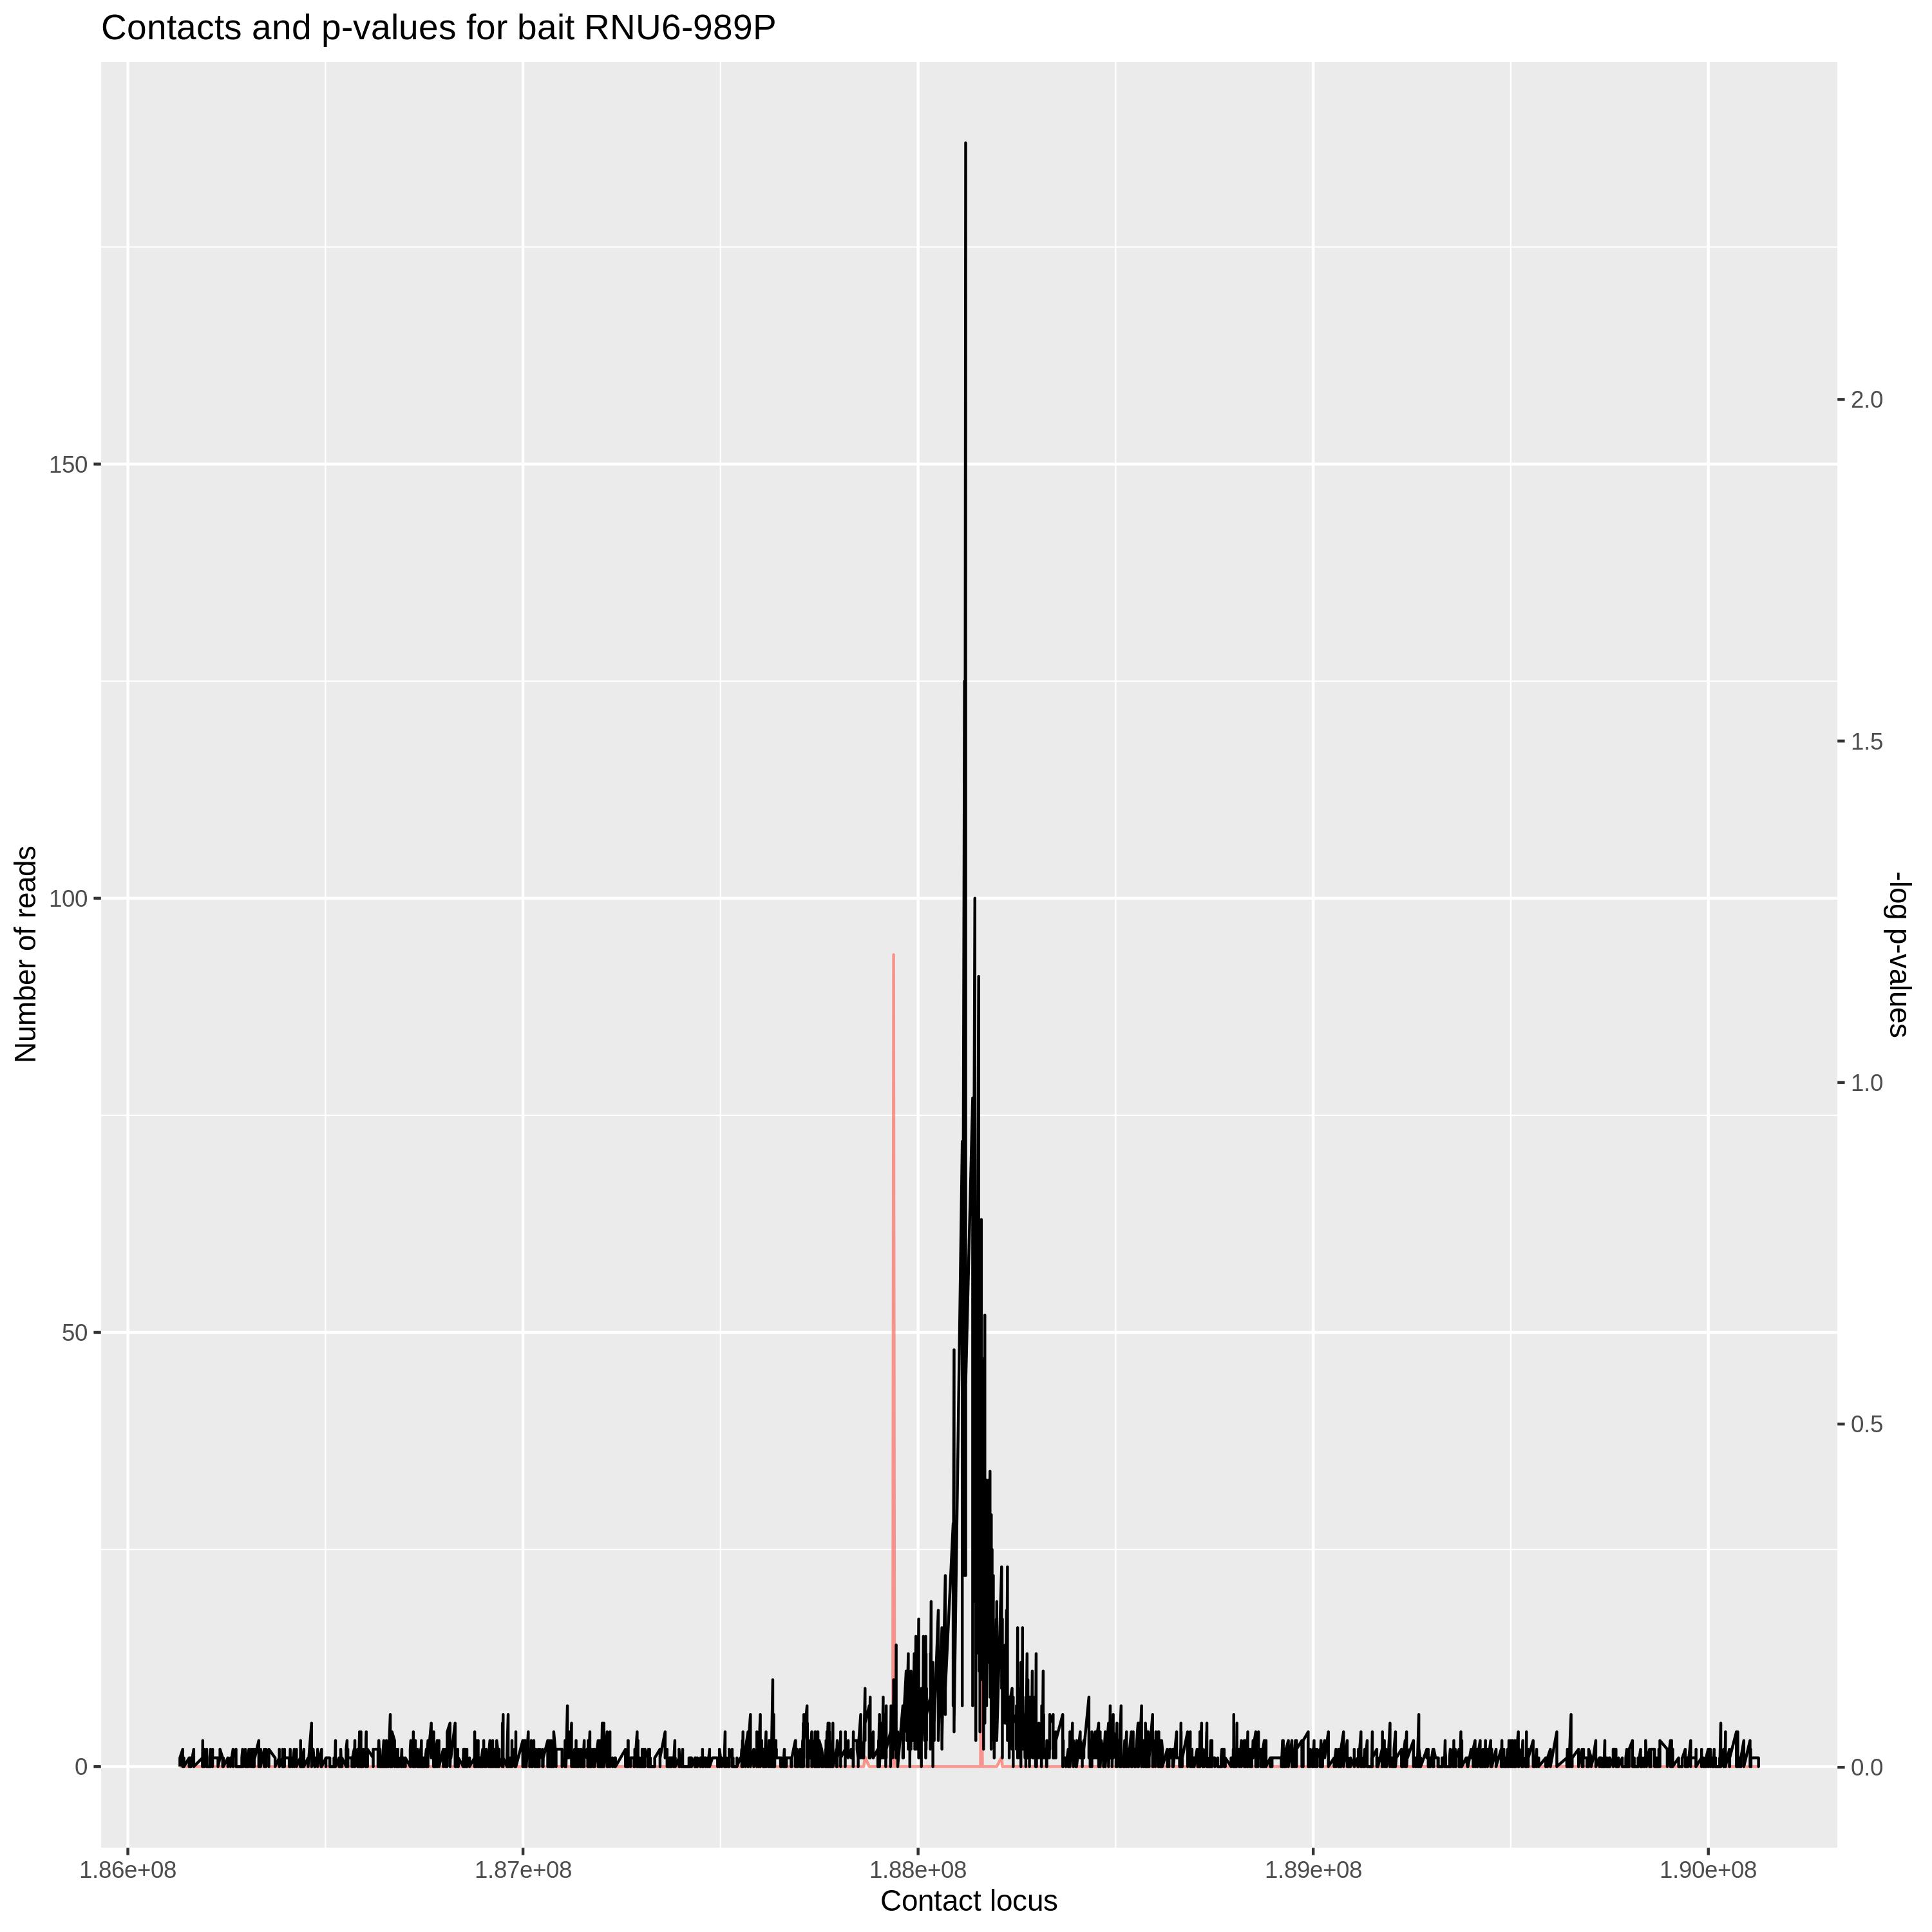 Contacts and p-values for bait RNU6-989P
Number of reads
150
100
50
0
2.0
1.5
1.0
0.5
0.0
-log p-values
1.86e+08
1.87e+08
1.88e+08
1.89e+08
1.90e+08
Contact locus